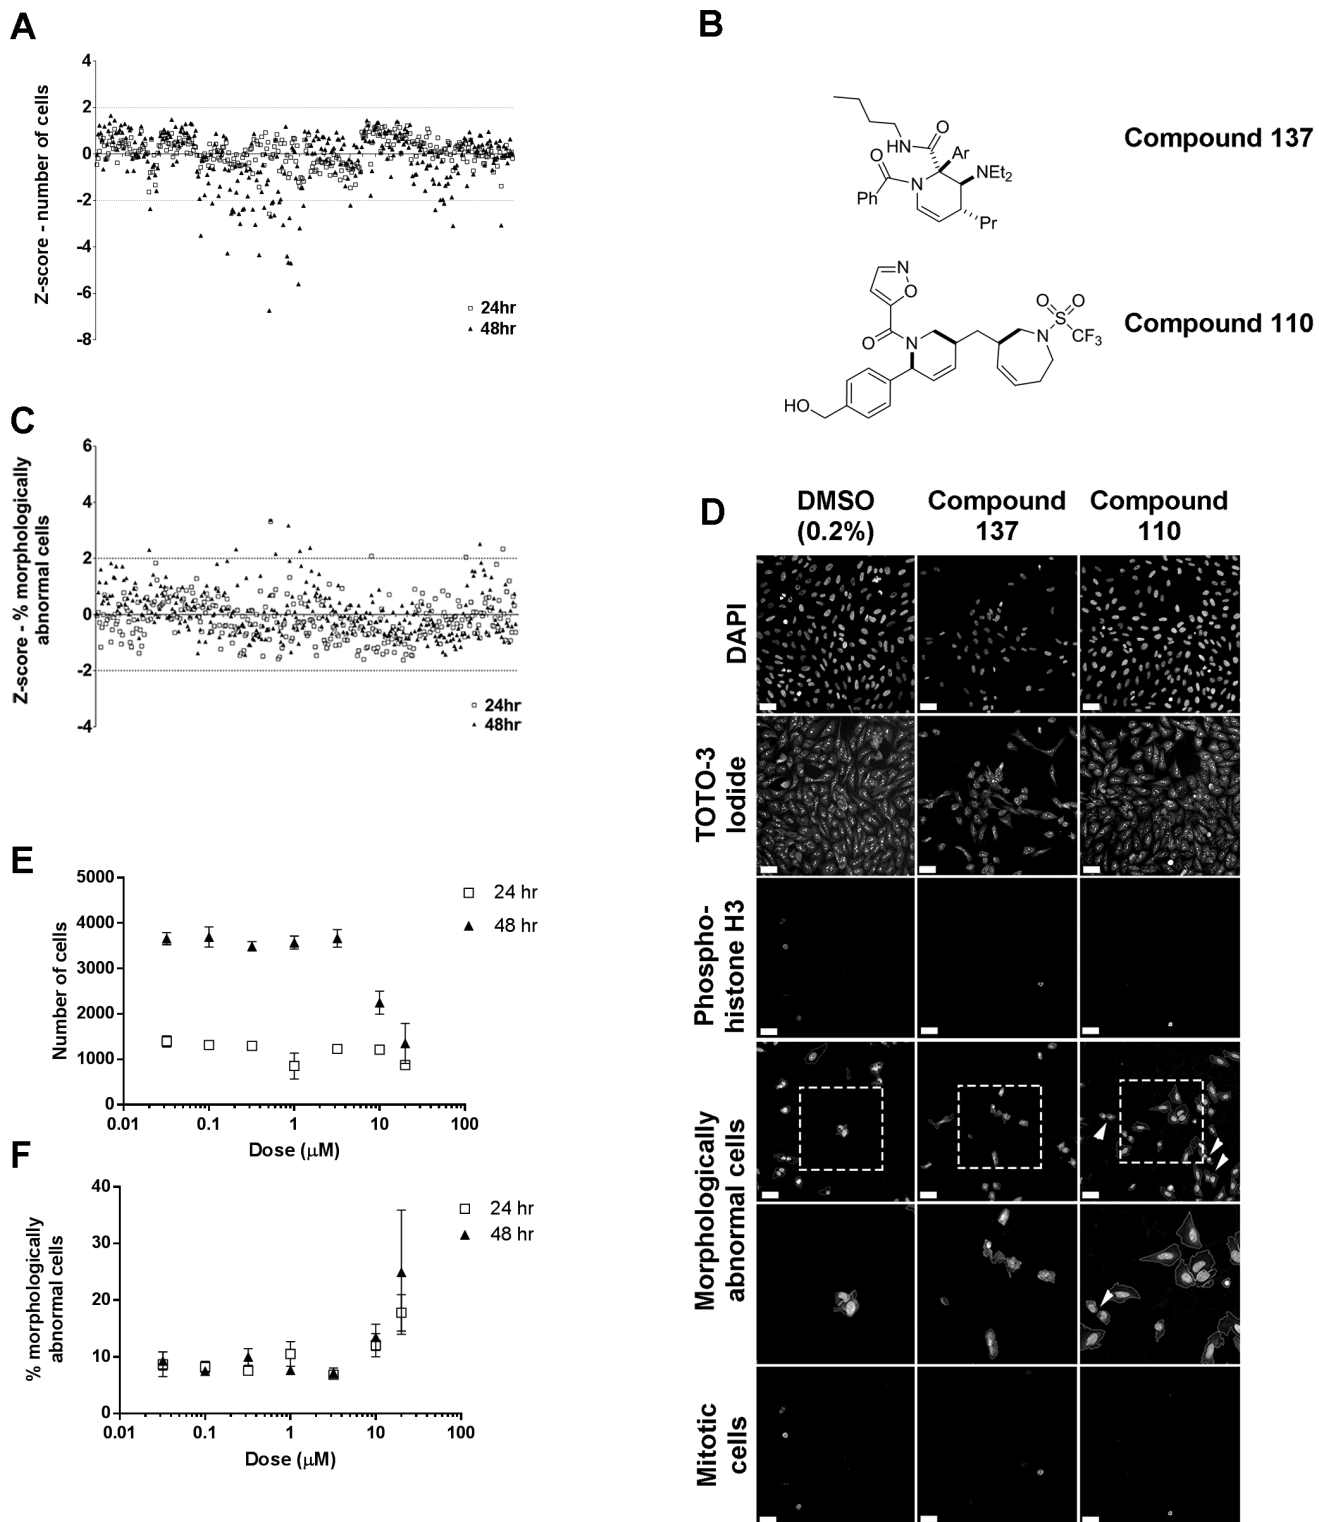 A
Z-score - number of cells
4
2
0
-2
-4
-6
-8
24hr
48hr
B
HN
O
Ar
O
N
NEt2
Ph
Pr
Compound 137
N
O
O
N
O
O
S
N
CF3
HO
Compound 110
C
Z-score - % morphologically
abnormal cells
6
4
2
0
-2
-4
24hr
48hr
D
DMSO
(0.2%)
Compound
137
Compound
110
DAPI
TOTO-3
Iodide
Phospho-
histone H3
Morphologically
abnormal cells
Mitotic
cells
E
Number of cells
5000
4000
3000
2000
1000
0
0.01
0.1
1
10
100
Dose (μM)
24 hr
48 hr
F
% morphologically
abnormal cells
40
30
20
10
0
0.01
0.1
1
10
100
Dose (μM)
24 hr
48 hr